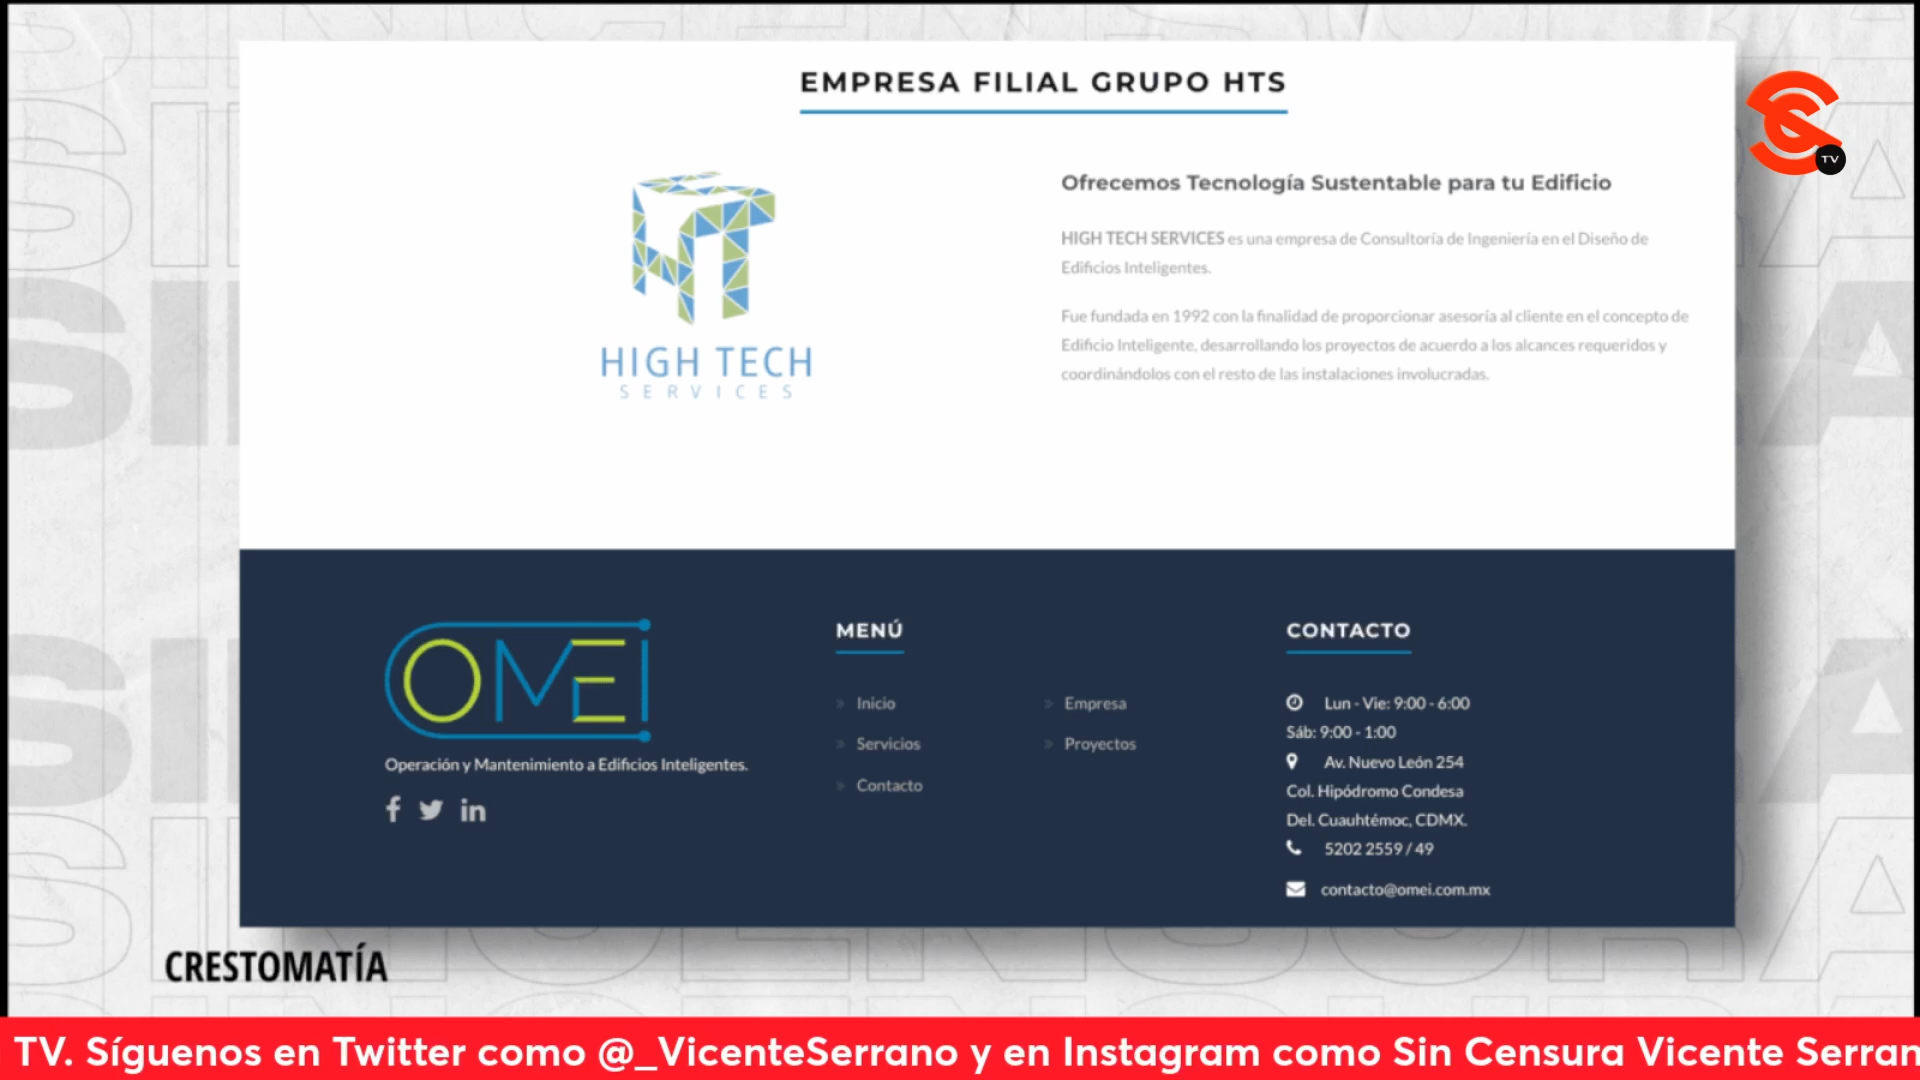 EMPRESA FILIAL GRUPO HTS
TV
HIGH TECH
SERVICES
Ofrecemos Tecnología Sustentable para tu Edificio
HIGH TECH SERVICES es una empresa de Consultoría de Ingeniería en el Diseño de
Edificios Inteligentes.
Fue fundada en 1992 con la finalidad de proporcionar asesoría al cliente en el concepto de
Edificio Inteligente, desarrollando los proyectos de acuerdo a los alcances requeridos y
coordinándolos con el resto de las instalaciones involucradas.
OMEI
Operación y Mantenimiento a Edificios Inteligentes.
MENÚ
Inicio
Empresa
Servicios
Proyectos
Contacto
CONTACTO
Lun - Vie: 9:00 - 6:00
Sáb: 9:00 - 1:00
Av. Nuevo León 254
Col. Hipódromo Condesa
Del. Cuauhtémoc, CDMX.
5202 2559 / 49
contacto@omei.com.mx
CRESTOMATÍA
TV. Síguenos en Twitter como @_VicenteSerrano y en Instagram como Sin Censura Vicente Serran